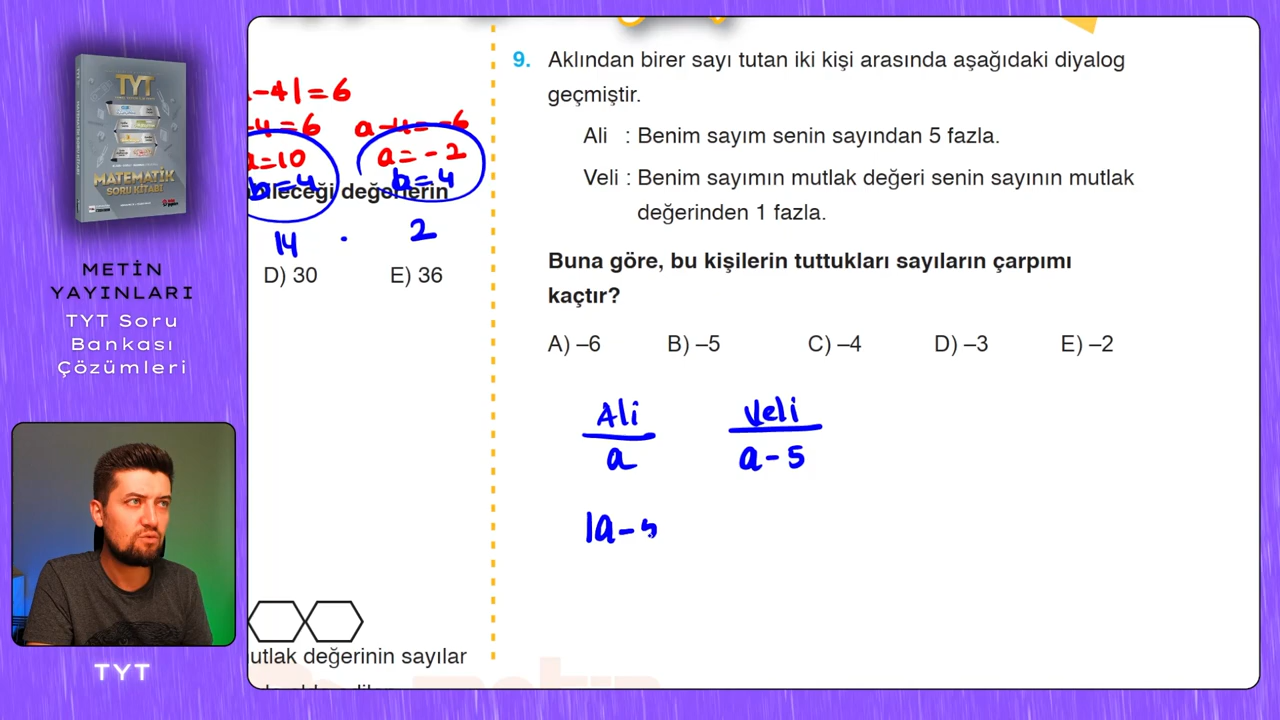 TYT
MATEMATİK
SORU KİTABI
METİN
YAYINLARI
TYT Soru
Bankası
Çözümleri
TYT
-4|=6
-4=6 a-4=-6
a=10 a=-2
b=4 b=4
bileceği değerlerin
14 . 2
D) 30 E) 36
utlak değerinin sayılar
9. Aklından birer sayı tutan iki kişi arasında aşağıdaki diyalog
geçmiştir.
Ali : Benim sayım senin sayından 5 fazla.
Veli : Benim sayımın mutlak değeri senin sayının mutlak
değerinden 1 fazla.
Buna göre, bu kişilerin tuttukları sayıların çarpımı
kaçtır?
A) –6 B) –5 C) –4 D) –3 E) –2
Ali Veli
a a-5
|a-5